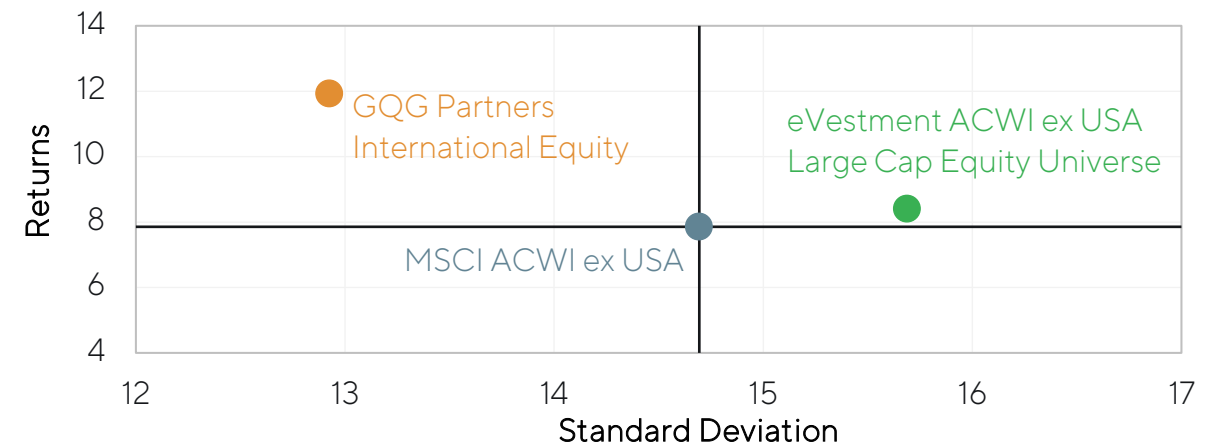 14
12
10
8
6
4
Returns
GQG Partners
International Equity
eVestment ACWI ex USA
Large Cap Equity Universe
MSCI ACWI ex USA
12 13 14 15 16 17
Standard Deviation